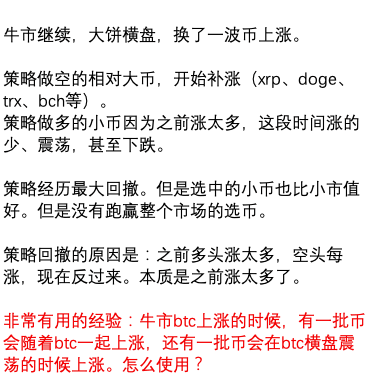 牛市继续，大饼横盘，换了一波币上涨。
策略做空的相对大币，开始补涨（xrp、doge、
trx、bch等）。
策略做多的小币因为之前涨太多，这段时间涨的
少、震荡，甚至下跌。
策略经历最大回撤。但是选中的小币也比小市值
好。但是没有跑赢整个市场的选币。
策略回撤的原因是：之前多头涨太多，空头每
涨，现在反过来。本质是之前涨太多了。
非常有用的经验：牛市btc上涨的时候，有一批币
会随着btc一起上涨，还有一批币会在btc横盘震
荡的时候上涨。怎么使用？